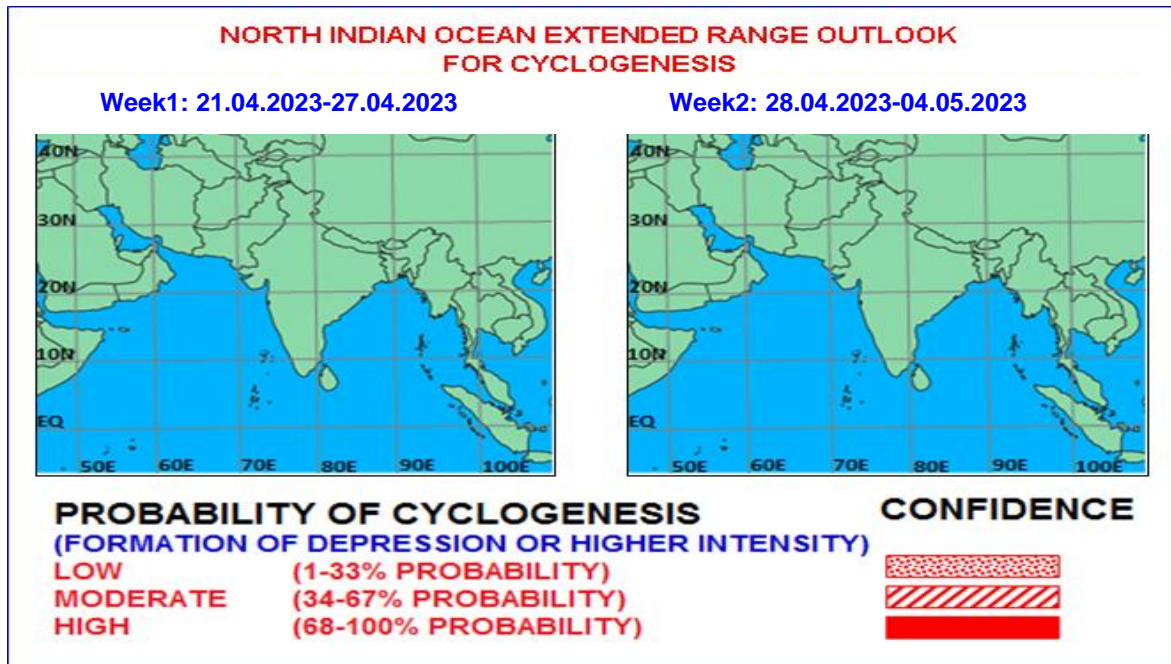 NORTH INDIAN OCEAN EXTENDED RANGE OUTLOOK
FOR CYCLOGENESIS
Week1: 21.04.2023-27.04.2023
Week2: 28.04.2023-04.05.2023
40N
30N
20N
10N
EQ
50E 60E 70E 80E 90E 100E
40N
30N
20N
10N
EQ
50E 60E 70E 80E 90E 100E
PROBABILITY OF CYCLOGENESIS
CONFIDENCE
(FORMATION OF DEPRESSION OR HIGHER INTENSITY)
LOW (1-33% PROBABILITY)
MODERATE (34-67% PROBABILITY)
HIGH (68-100% PROBABILITY)